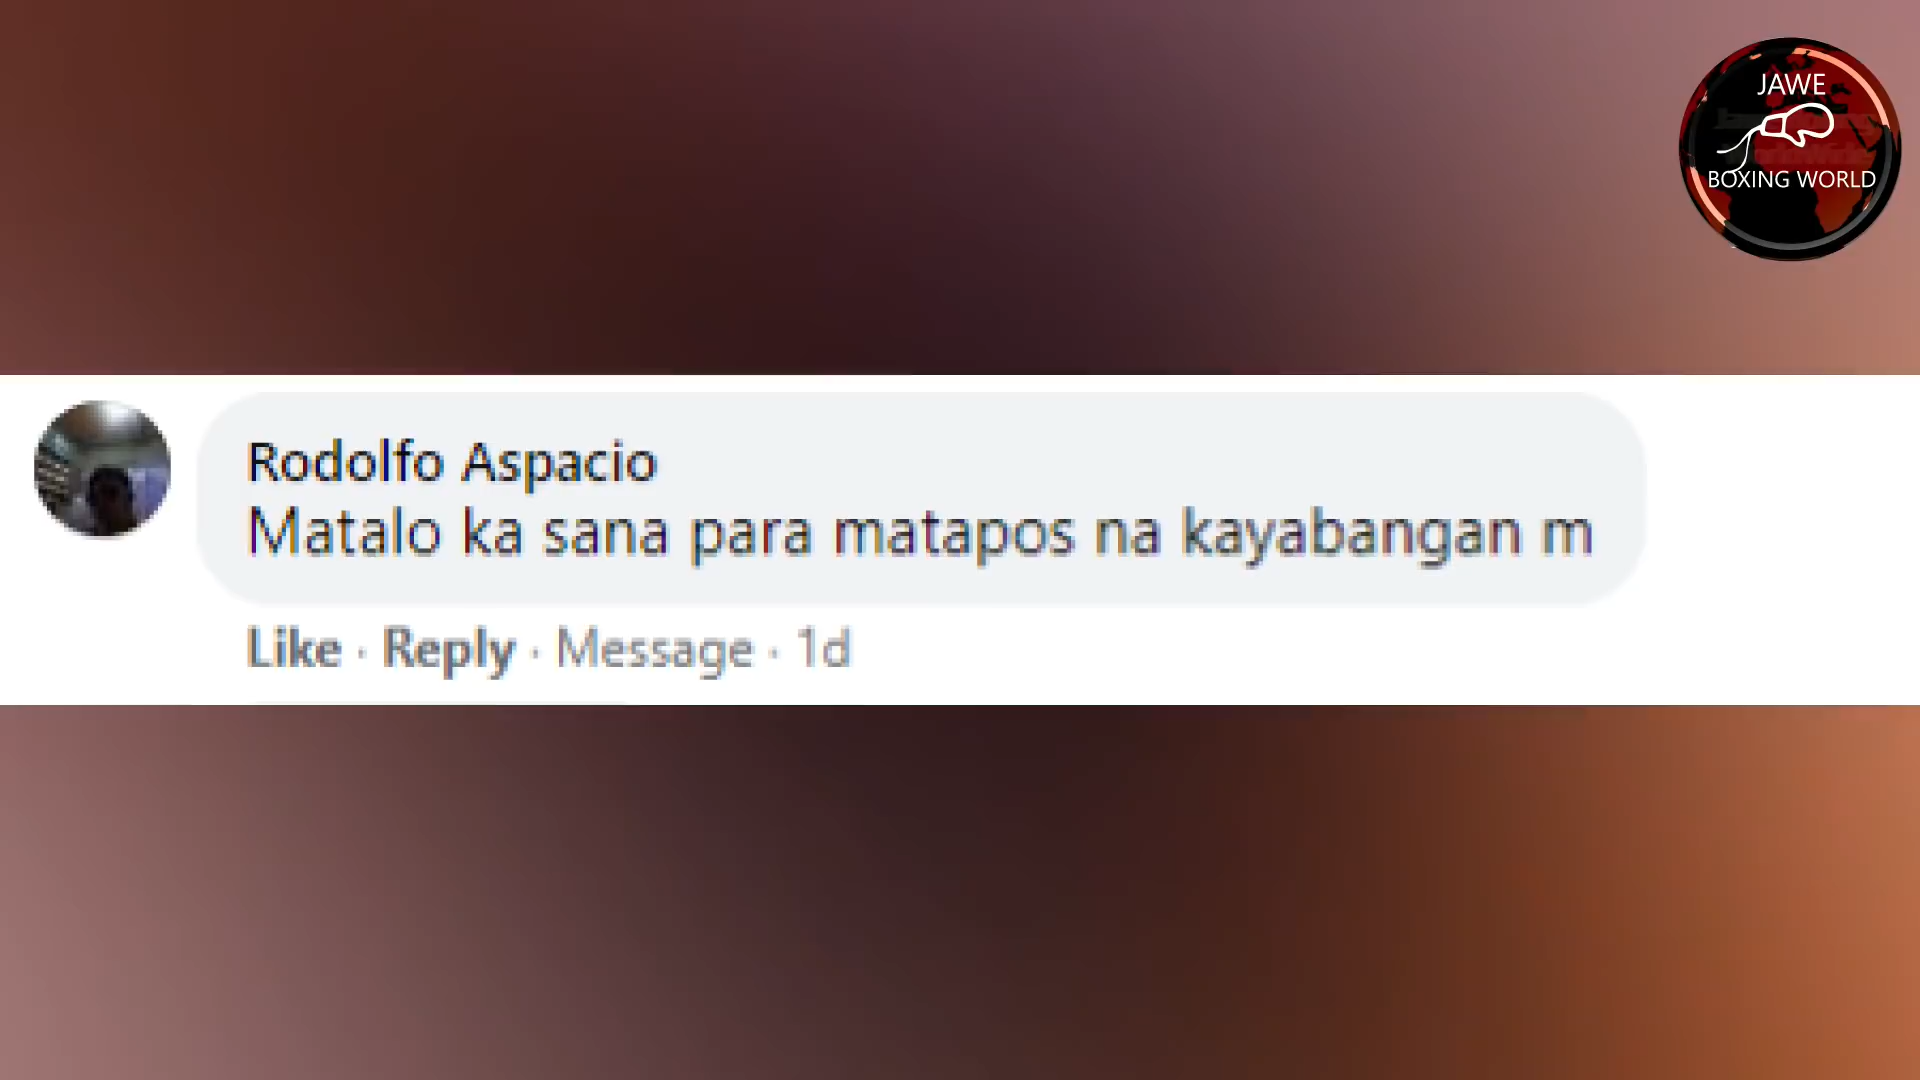 JAWE
BOXING WORLD
Rodolfo Aspacio
Matalo ka sana para matapos na kayabangan m
Like · Reply · Message · 1d